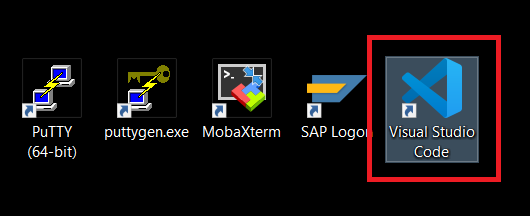 PuTTY
(64-bit)
puttygen.exe
MobaXterm
SAP Logon
Visual Studio
Code